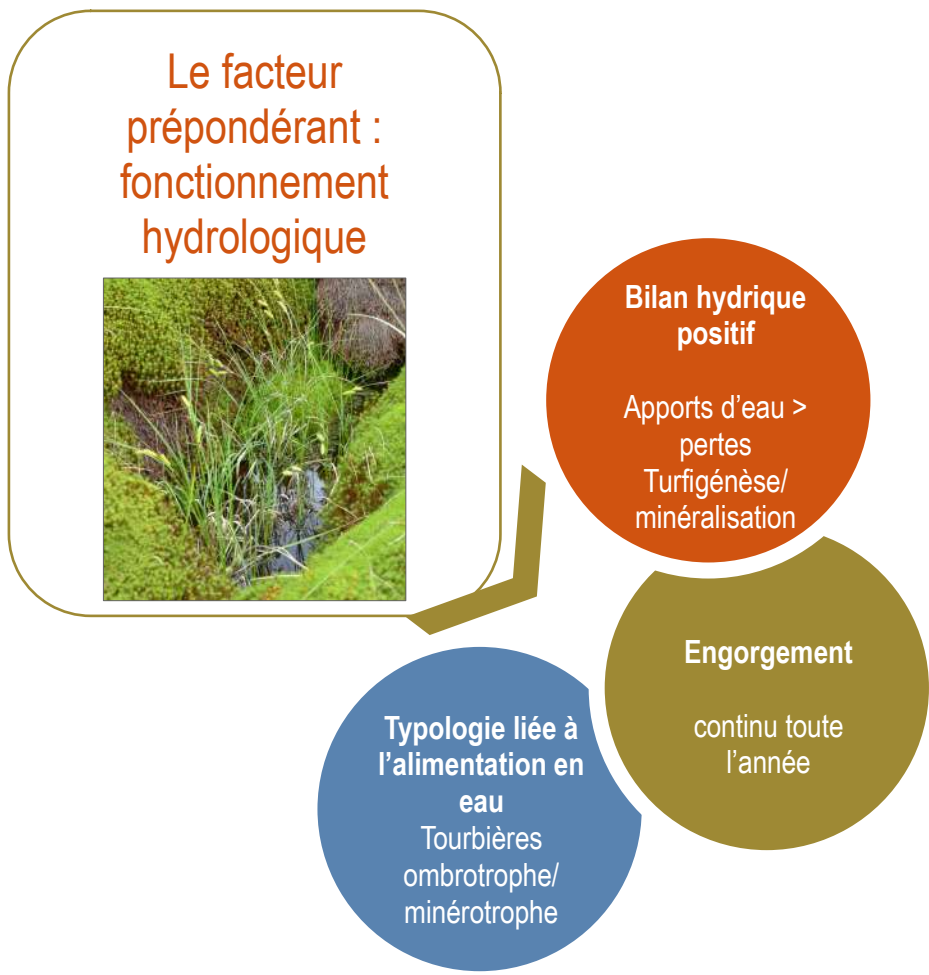 Le facteur
prépondérant :
fonctionnement
hydrologique
Bilan hydrique
positif
Apports d’eau >
pertes
Turfigénèse/
minéralisation
Engorgement
continu toute
l’année
Typologie liée à
l’alimentation en
eau
Tourbières
ombrotrophe/
minérotrophe